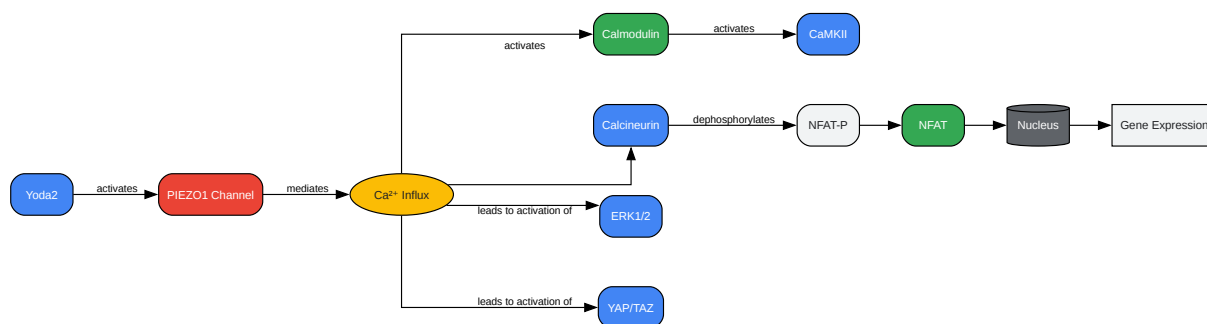 activates
Calmodulin
activates
CaMKII
Calcineurin
dephosphorylates
NFAT-P
NFAT
Nucleus
Gene Expression
Yoda2
activates
PIEZO1 Channel
mediates
Ca²⁺ Influx
leads to activation of
ERK1/2
leads to activation of
YAP/TAZ